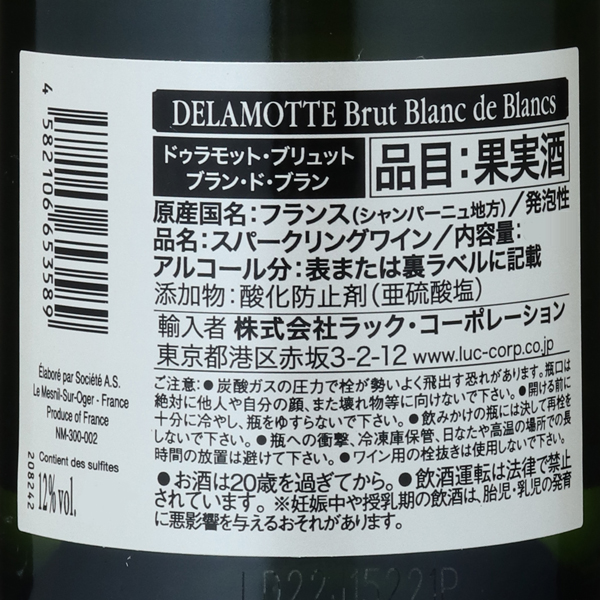 DELAMOTTE Brut Blanc de Blancs
ドゥラモット・ブリュット
ブラン・ド・ブラン
品目：果実酒
原産国名：フランス（シャンパーニュ地方）／発泡性
品名：スパークリングワイン／内容量：
アルコール分：表または裏ラベルに記載
添加物：酸化防止剤（亜硫酸塩）
輸入者 株式会社ラック・コーポレーション
東京都港区赤坂3-2-12 www.luc-corp.co.jp
ご注意：●炭酸ガスの圧力で栓が勢いよく飛出す恐れがあります。瓶口は
絶対に他人や自分の顔、また壊れ物等に向けないで下さい。●開ける前に
十分に冷やし、瓶をゆすらないで下さい。●飲みかけの瓶には決して再栓を
しないで下さい。●瓶への衝撃、冷凍庫保管、日なたや高温の場所での長
時間の放置は避けて下さい。●ワイン用の栓抜きは使用しないで下さい。
●お酒は20歳を過ぎてから。●飲酒運転は法律で禁止
されています。※妊娠中や授乳期の飲酒は、胎児・乳児の発育
に悪影響を与えるおそれがあります。
4 582106 653589
Élaboré par Société A.S.
Le Mesnil-Sur-Oger - France
Produce of France
NM-300-002
Contient des sulfites
208242
12% vol.